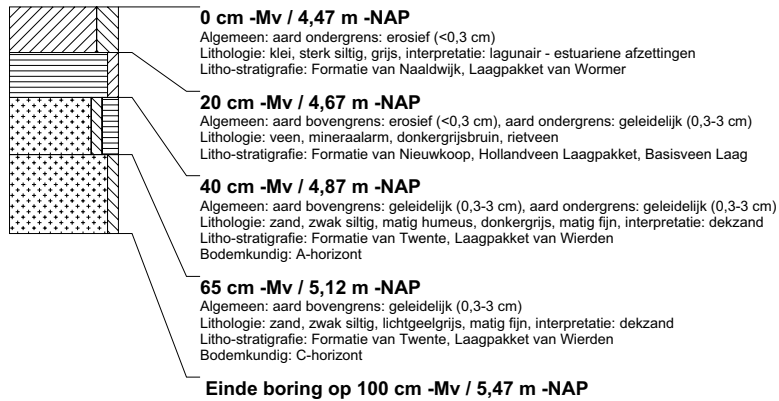 0 cm -Mv / 4,47 m -NAP
Algemeen: aard ondergrens: erosief (<0,3 cm)
Lithologie: klei, sterk siltig, grijs, interpretatie: lagunair - estuariene afzettingen
Litho-stratigrafie: Formatie van Naaldwijk, Laagpakket van Wormer
20 cm -Mv / 4,67 m -NAP
Algemeen: aard bovengrens: erosief (<0,3 cm), aard ondergrens: geleidelijk (0,3-3 cm)
Lithologie: veen, mineraalarm, donkergrijsbruin, rietveen
Litho-stratigrafie: Formatie van Nieuwkoop, Hollandveen Laagpakket, Basisveen Laag
40 cm -Mv / 4,87 m -NAP
Algemeen: aard bovengrens: geleidelijk (0,3-3 cm), aard ondergrens: geleidelijk (0,3-3 cm)
Lithologie: zand, zwak siltig, matig humeus, donkergrijs, matig fijn, interpretatie: dekzand
Litho-stratigrafie: Formatie van Twente, Laagpakket van Wierden
Bodemkundig: A-horizont
65 cm -Mv / 5,12 m -NAP
Algemeen: aard bovengrens: geleidelijk (0,3-3 cm)
Lithologie: zand, zwak siltig, lichtgeelgrijs, matig fijn, interpretatie: dekzand
Litho-stratigrafie: Formatie van Twente, Laagpakket van Wierden
Bodemkundig: C-horizont
Einde boring op 100 cm -Mv / 5,47 m -NAP